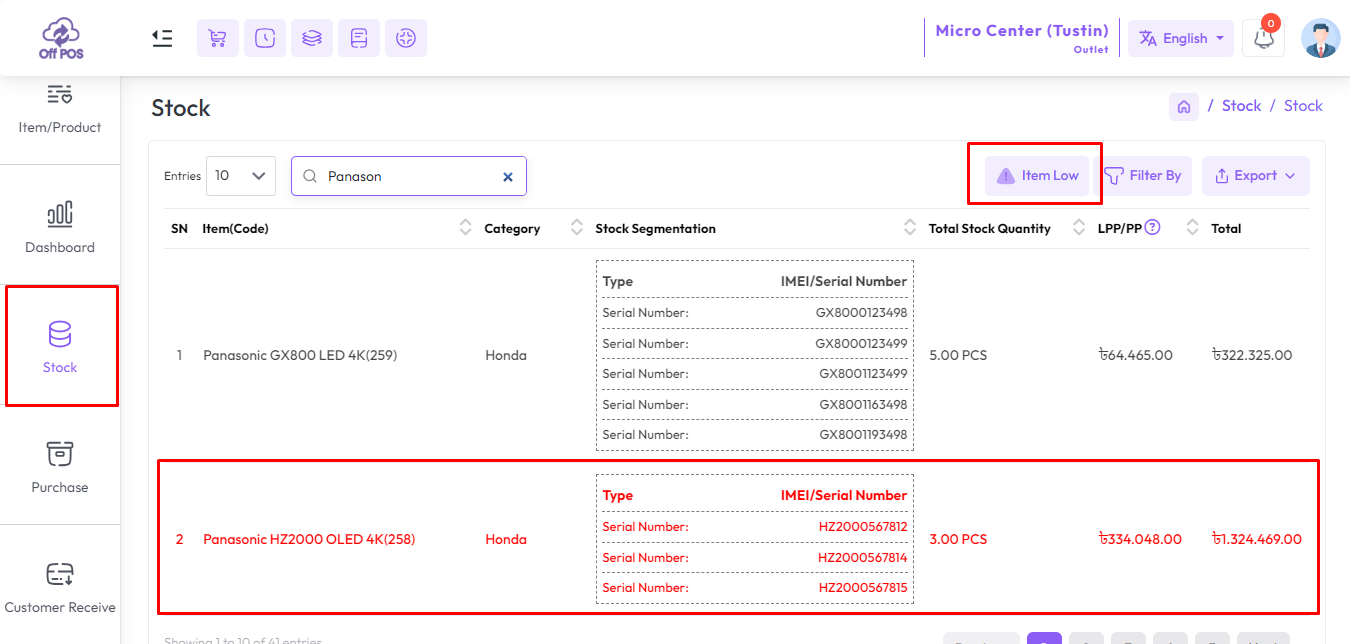 Off POS
Micro Center (Tustin)
Outlet
English
0
Item/Product
Dashboard
Stock
Purchase
Customer Receive
Stock
/ Stock / Stock
Entries 10 Panason Item Low Filter By Export
SN Item(Code) Category Stock Segmentation Total Stock Quantity LPP/PP ? Total
Type IMEI/Serial Number
Serial Number: GX8000123498
Serial Number: GX8000123499
Serial Number: GX8001123499
Serial Number: GX8001163498
Serial Number: GX8001193498
1 Panasonic GX800 LED 4K(259) Honda 5.00 PCS ৳64.465.00 ৳322.325.00
Type IMEI/Serial Number
Serial Number: HZ2000567812
Serial Number: HZ2000567814
Serial Number: HZ2000567815
2 Panasonic HZ2000 OLED 4K(258) Honda 3.00 PCS ৳334.048.00 ৳1.324.469.00
Showing 1 to 10 of 41 entries